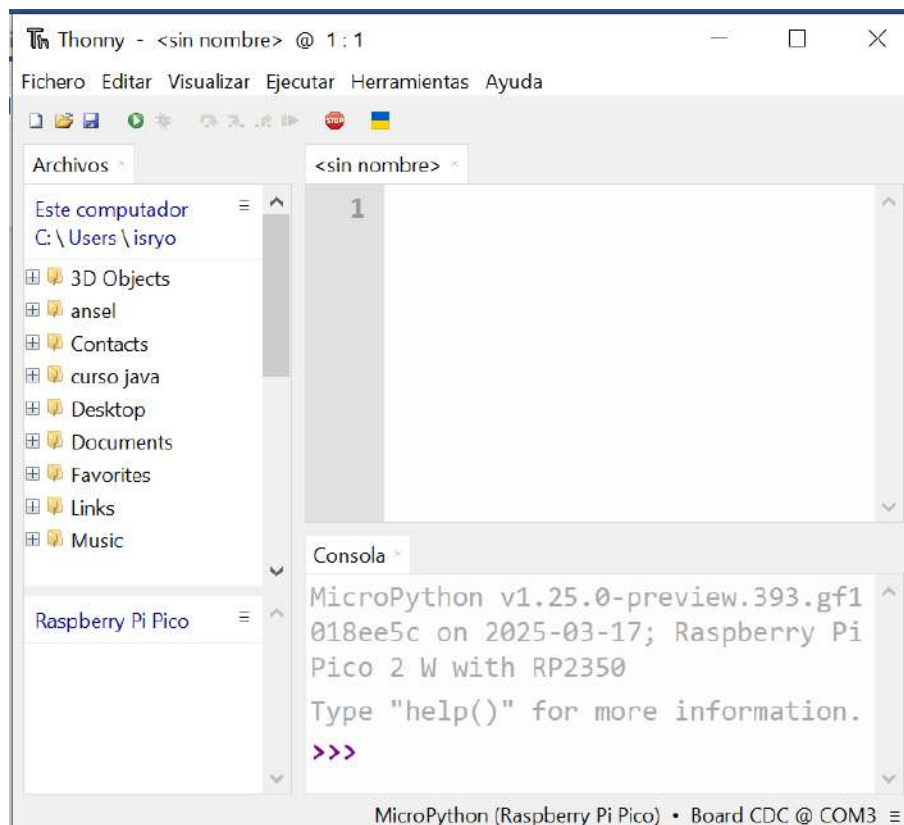 Thonny - <sin nombre> @ 1 : 1
Fichero Editar Visualizar Ejecutar Herramientas Ayuda
STOP
Archivos
Este computador
C: \ Users \ isryo
3D Objects
ansel
Contacts
curso java
Desktop
Documents
Favorites
Links
Music
Raspberry Pi Pico
<sin nombre>
1
Consola
MicroPython v1.25.0-preview.393.gf1
018ee5c on 2025-03-17; Raspberry Pi
Pico 2 W with RP2350
Type "help()" for more information.
>>>
MicroPython (Raspberry Pi Pico) • Board CDC @ COM3 ≡